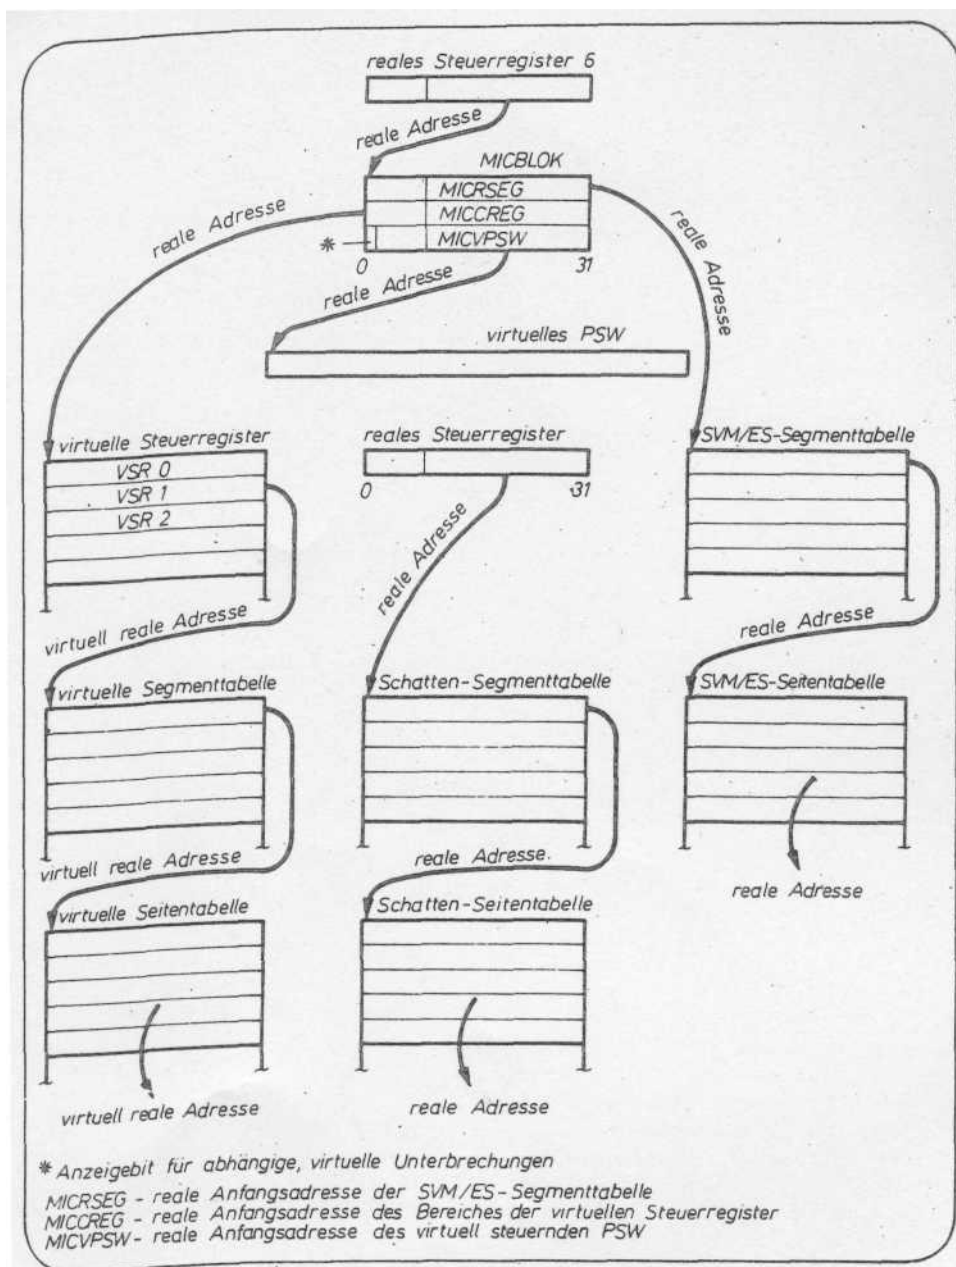 reales Steuerregister 6
reale Adresse
MICBLOK
MICRSEG
reale Adresse
MICCREG
reale Adresse
* MICVPSW
0 31
reale Adresse
virtuelles PSW
virtuelle Steuerregister
reales Steuerregister
SVM/ES-Segmenttabelle
VSR 0
VSR 1
0 31
VSR 2
reale Adresse
virtuell reale Adresse
reale Adresse
virtuelle Segmenttabelle
Schatten-Segmenttabelle
SVM/ES-Seitentabelle
virtuell reale Adresse
reale Adresse.
reale Adresse
virtuelle Seitentabelle
Schatten-Seitentabelle
virtuell reale Adresse
reale Adresse
* Anzeigebit für abhängige, virtuelle Unterbrechungen
MICRSEG - reale Anfangsadresse der SVM/ES-Segmenttabelle
MICCREG - reale Anfangsadresse des Bereiches der virtuellen Steuerregister
MICVPSW - reale Anfangsadresse des virtuell steuernden PSW